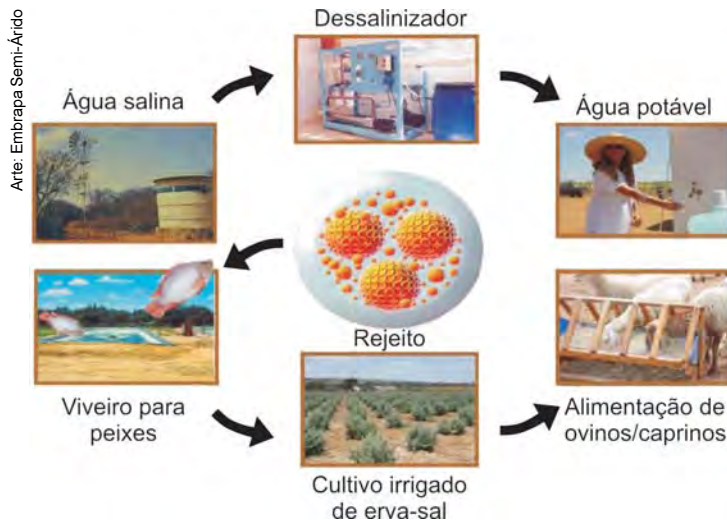 Arte: Embrapa Semi-Árido
Dessalinizador
Água salina
Água potável
Rejeito
Viveiro para
peixes
Cultivo irrigado
de erva-sal
Alimentação de
ovinos/caprinos